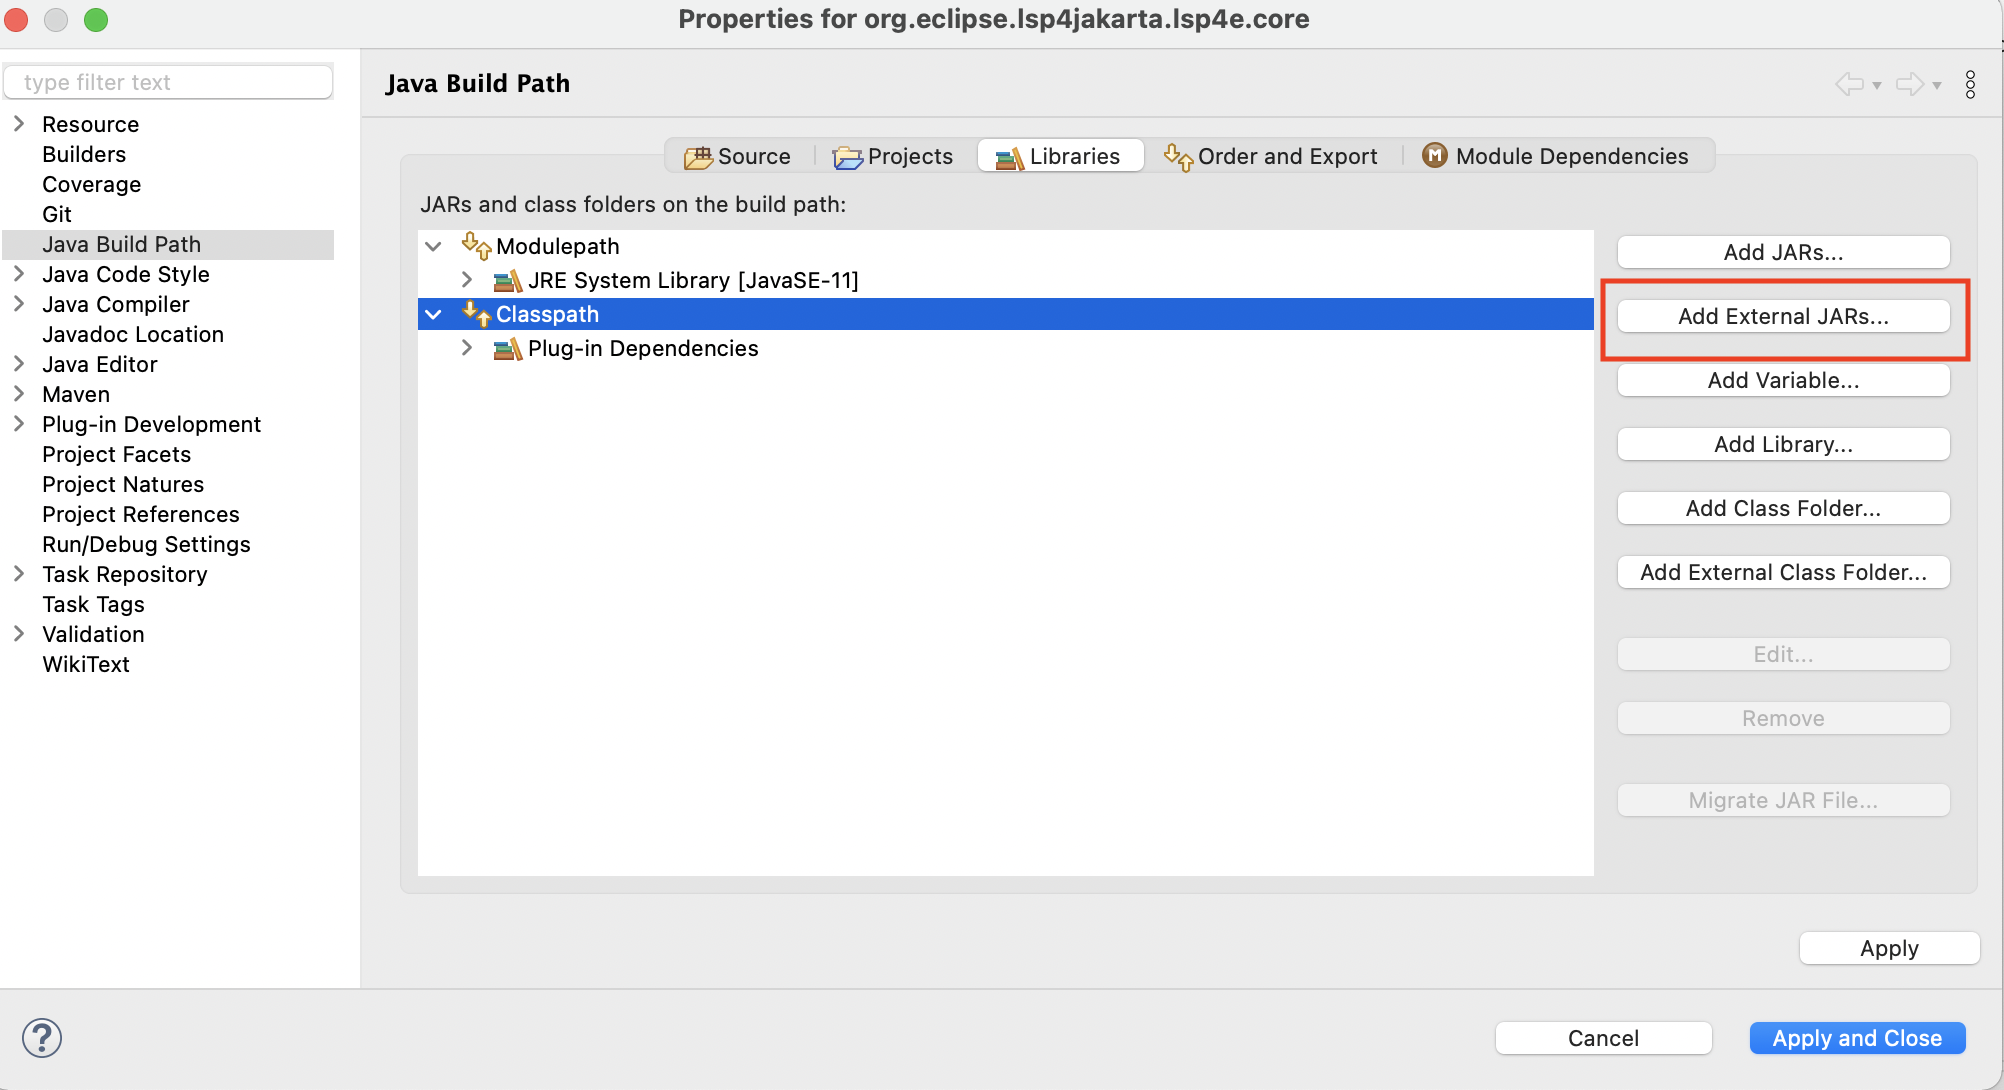 Properties for org.eclipse.lsp4jakarta.lsp4e.core
type filter text
Resource
Builders
Coverage
Git
Java Build Path
Java Code Style
Java Compiler
Javadoc Location
Java Editor
Maven
Plug-in Development
Project Facets
Project Natures
Project References
Run/Debug Settings
Task Repository
Task Tags
Validation
WikiText
Java Build Path
Source Projects Libraries Order and Export M Module Dependencies
JARs and class folders on the build path:
Modulepath
JRE System Library [JavaSE-11]
Classpath
Plug-in Dependencies
Add JARs...
Add External JARs...
Add Variable...
Add Library...
Add Class Folder...
Add External Class Folder...
Edit...
Remove
Migrate JAR File...
Apply
? Cancel Apply and Close